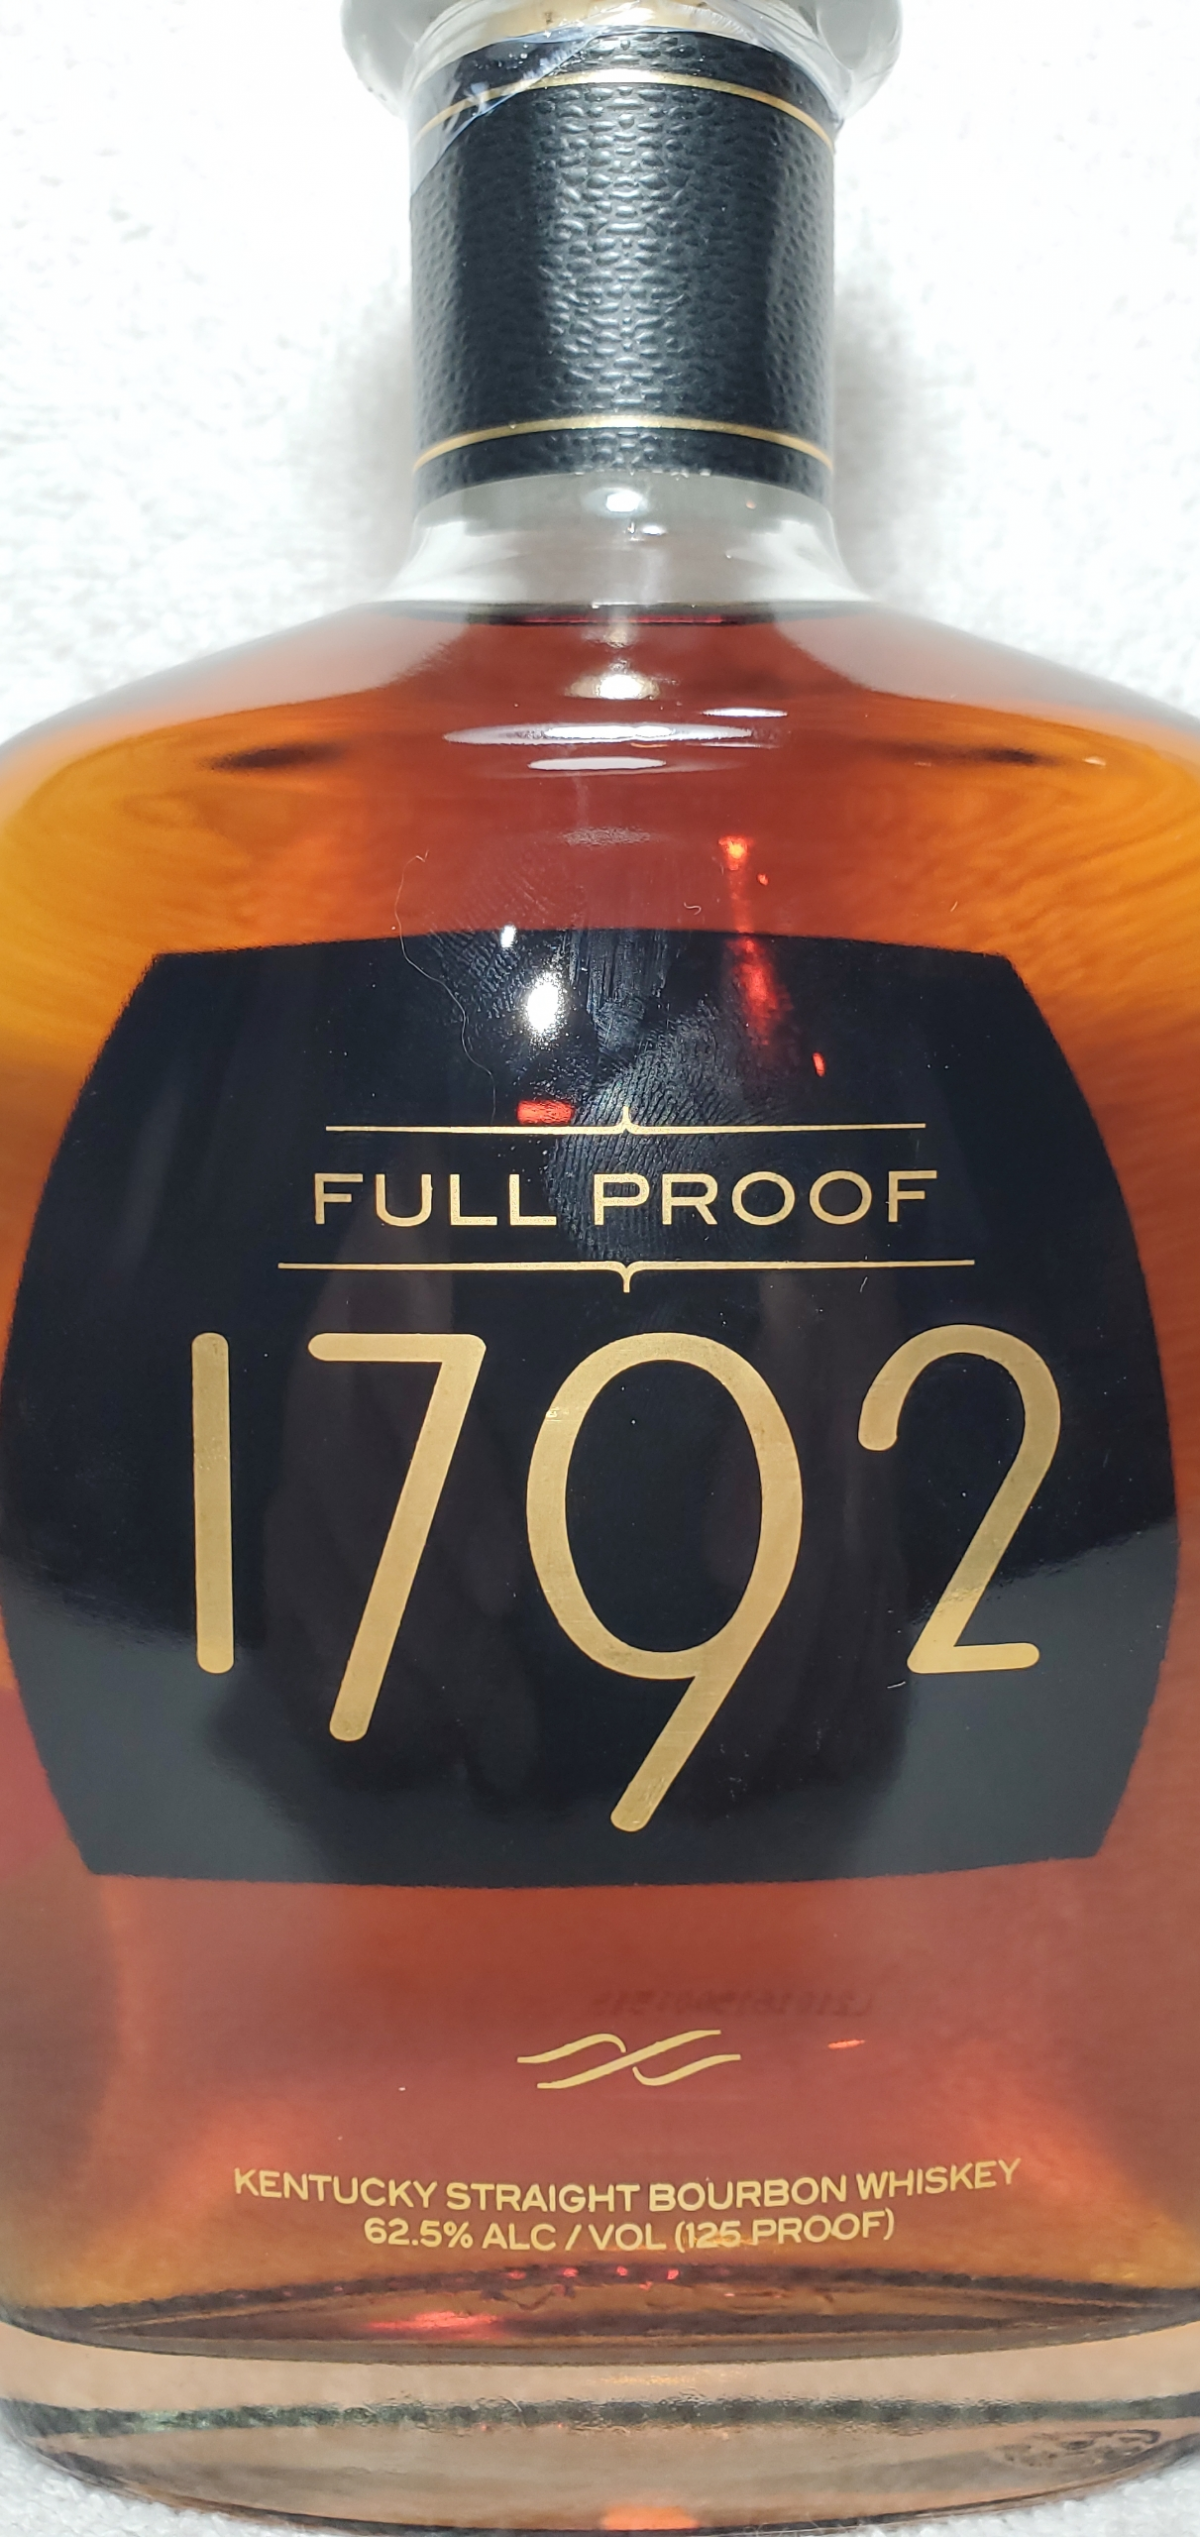 FULL PROOF
1792
KENTUCKY STRAIGHT BOURBON WHISKEY
62.5% ALC / VOL (125 PROOF)